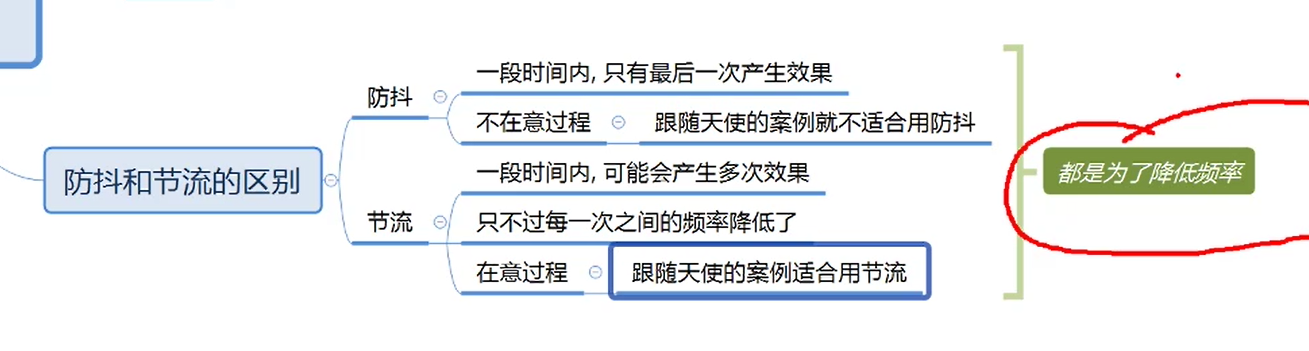 防抖和节流的区别
防抖
一段时间内, 只有最后一次产生效果
不在意过程
跟随天使的案例就不适合用防抖
节流
一段时间内, 可能会产生多次效果
只不过每一次之间的频率降低了
在意过程
跟随天使的案例适合用节流
都是为了降低频率